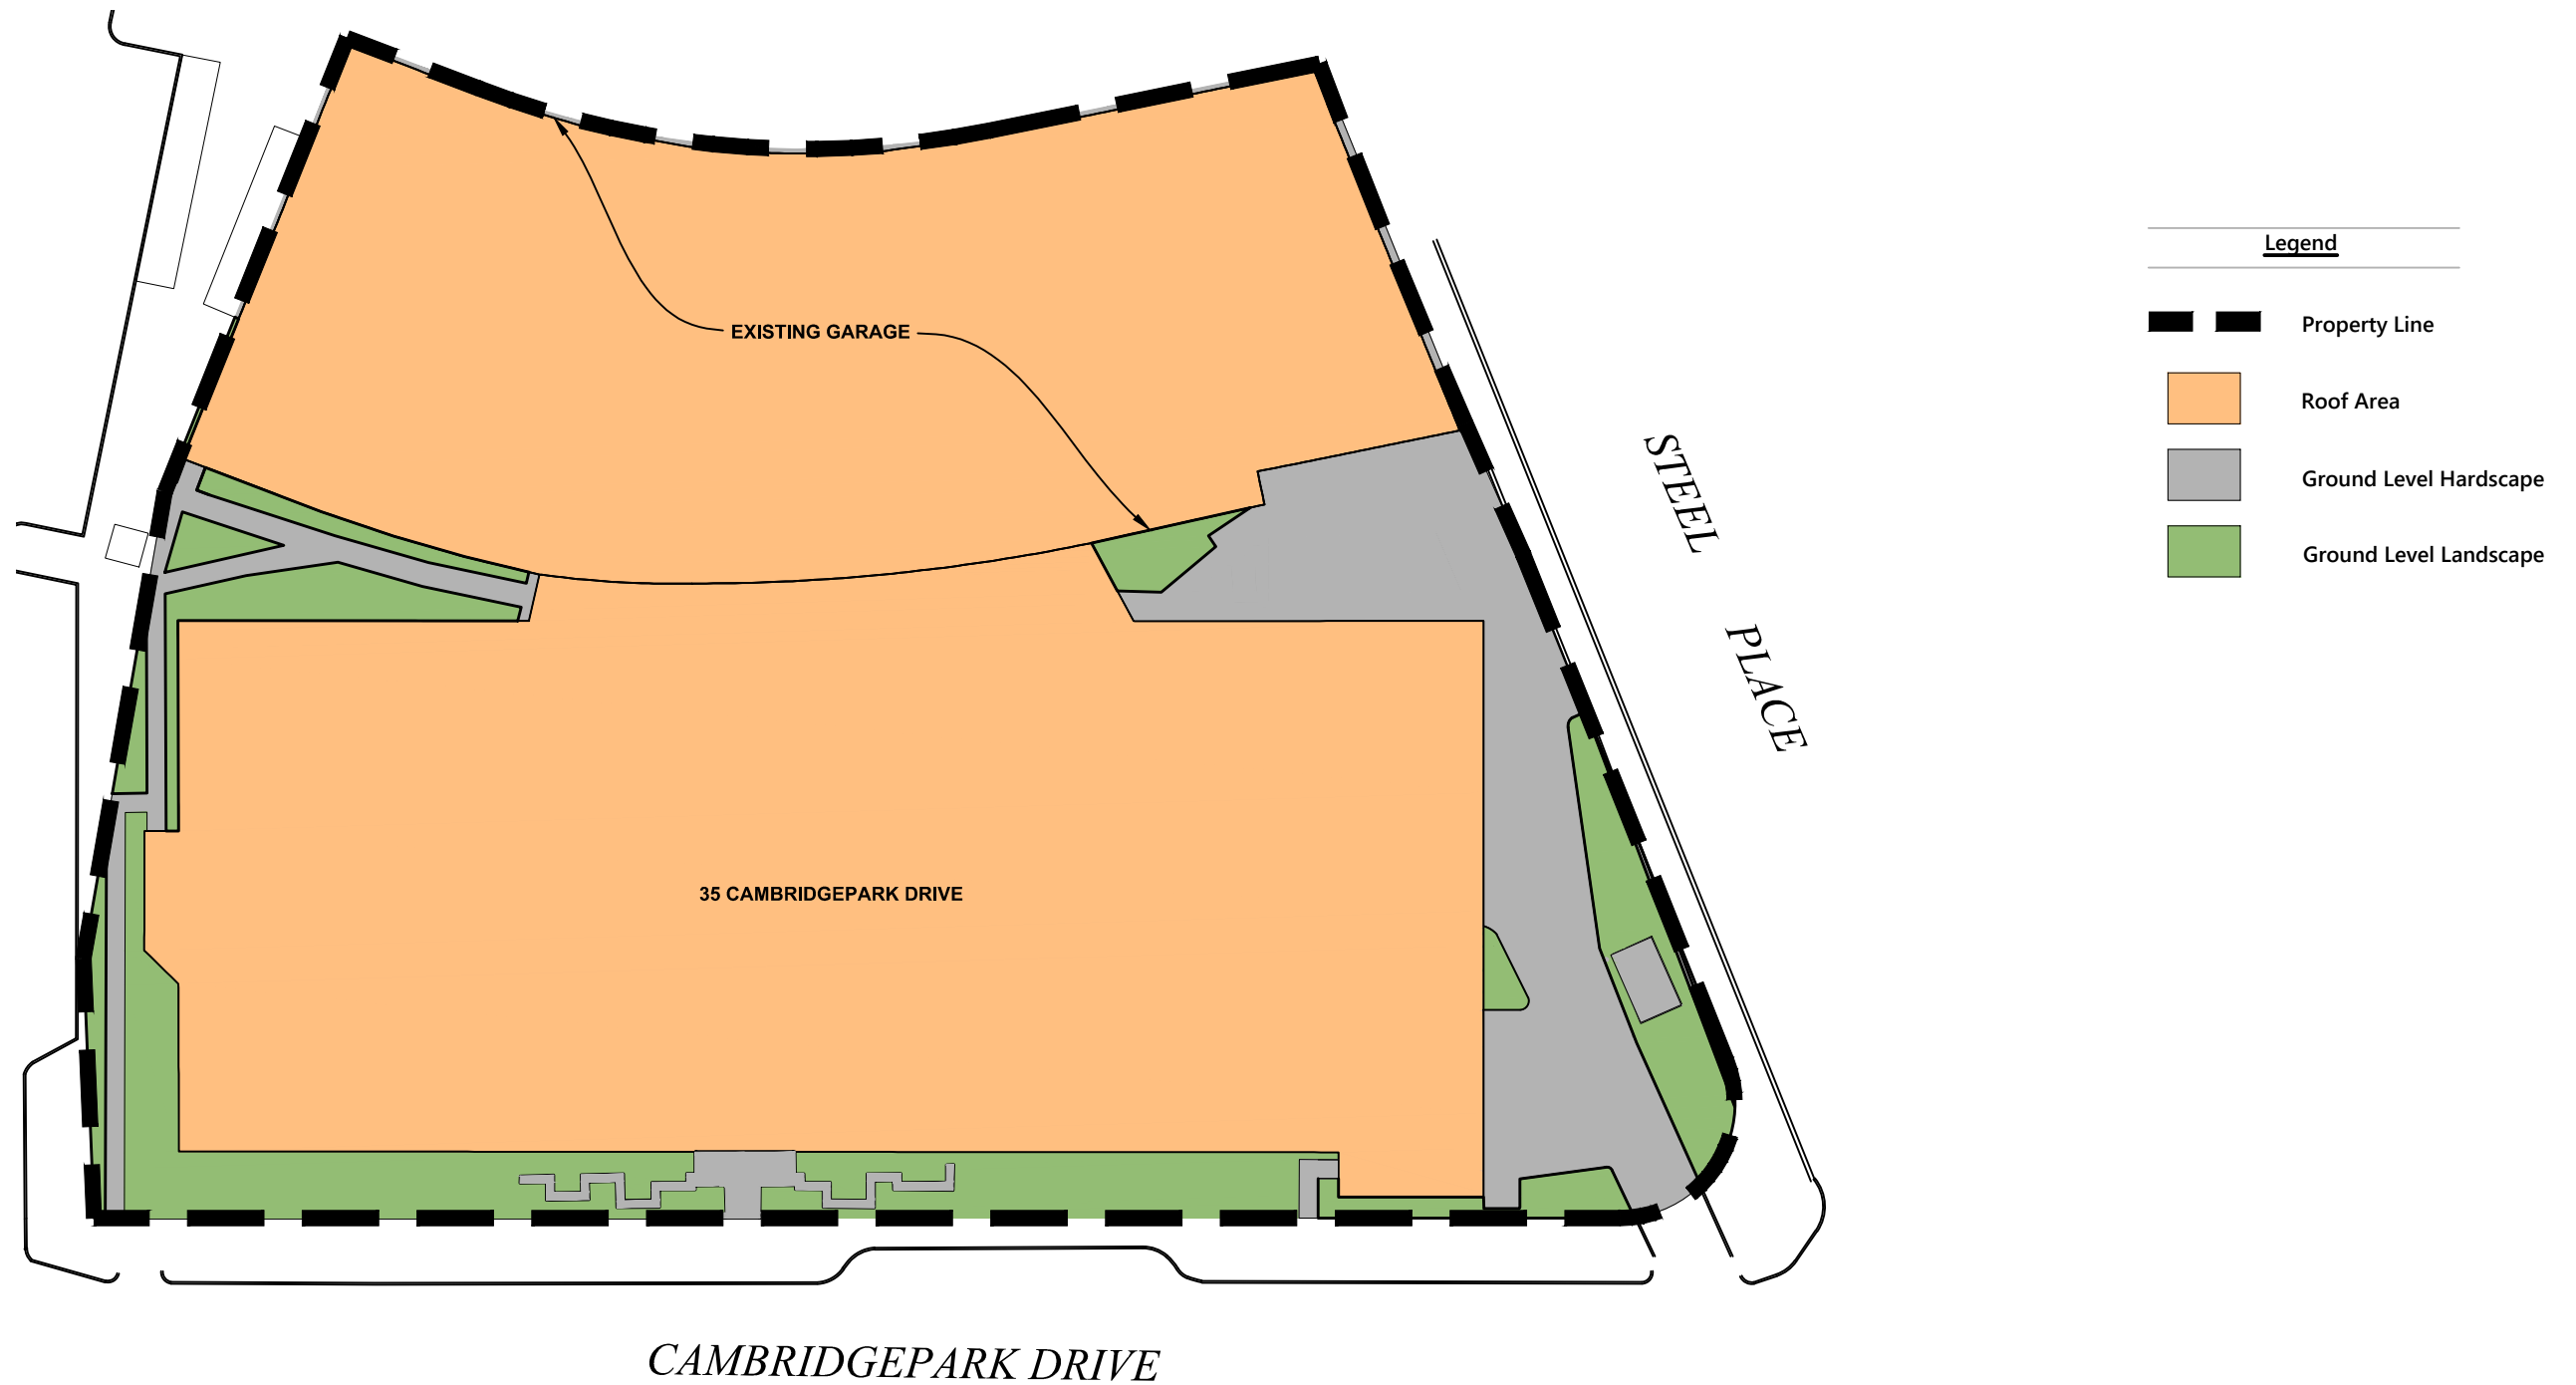 EXISTING GARAGE
35 CAMBRIDGEPARK DRIVE
STEEL PLACE
CAMBRIDGEPARK DRIVE
Legend
Property Line
Roof Area
Ground Level Hardscape
Ground Level Landscape